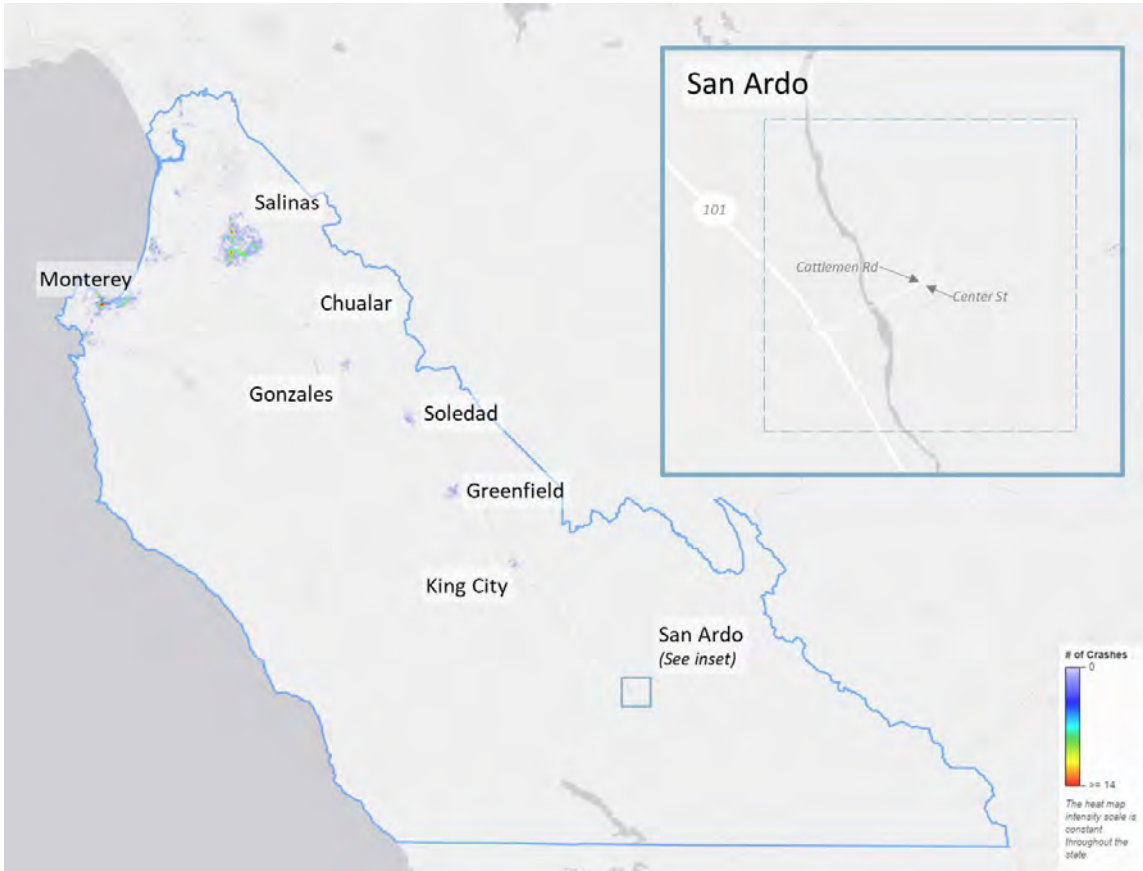 San Ardo
101
Cattlemen Rd
Center St
Salinas
Monterey
Chualar
Gonzales
Soledad
Greenfield
King City
San Ardo
(See inset)
# of Crashes
0
>= 14
The heat map
intensity scale is
constant
throughout the
state.